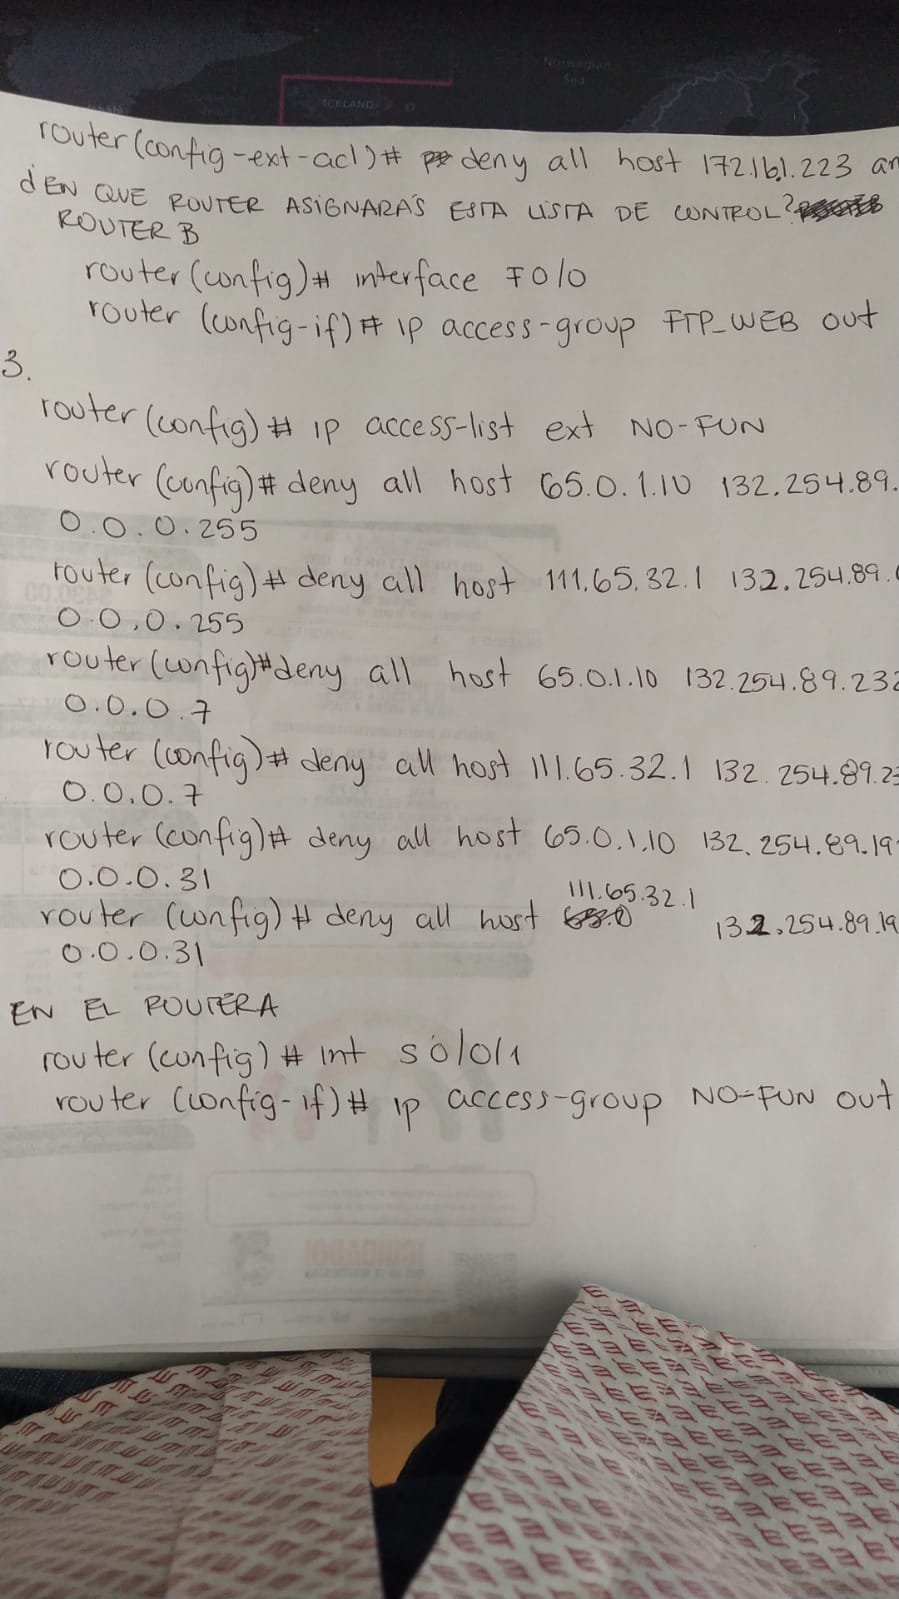 Norwegian
Sea
ICELAND
router (config-ext-acl)# deny all host 172.16.1.223 an
¿EN QUE ROUTER ASIGNARAS ESTA LISTA DE CONTROL?
ROUTER B
router (config)# interface F0/0
router (config-if)# ip access-group FTP_WEB out
3.
router (config)# ip access-list ext NO-FUN
router (config)# deny all host 65.0.1.10 132.254.89.
0.0.0.255
router (config)# deny all host 111.65.32.1 132.254.89.
0.0.0.255
router (config)# deny all host 65.0.1.10 132.254.89.232
0.0.0.7
router (config)# deny all host 111.65.32.1 132.254.89.23
0.0.0.7
router (config)# deny all host 65.0.1.10 132.254.89.19
0.0.0.31
router (config)# deny all host 111.65.32.1 132.254.89.19
0.0.0.31
EN EL ROUTER A
router (config)# int s0/0/1
router (config-if)# ip access-group NO-FUN out